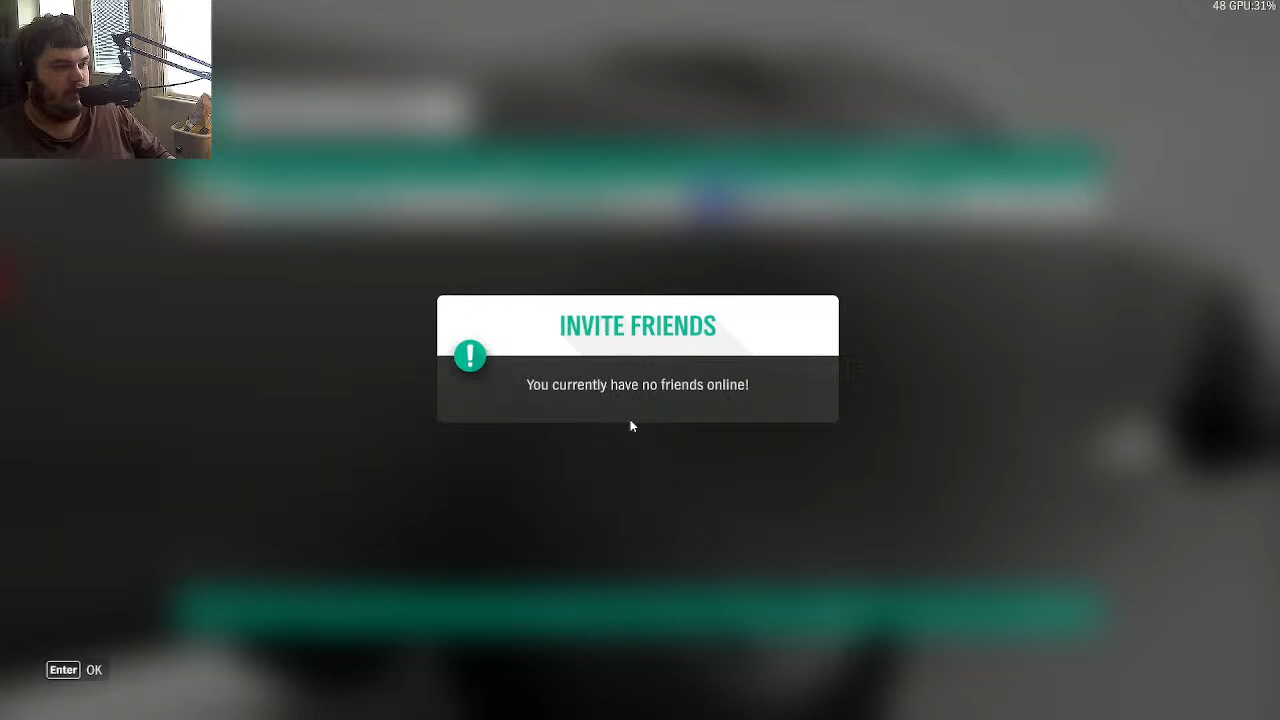 48 GPU:31%
INVITE FRIENDS
!
You currently have no friends online!
Enter OK